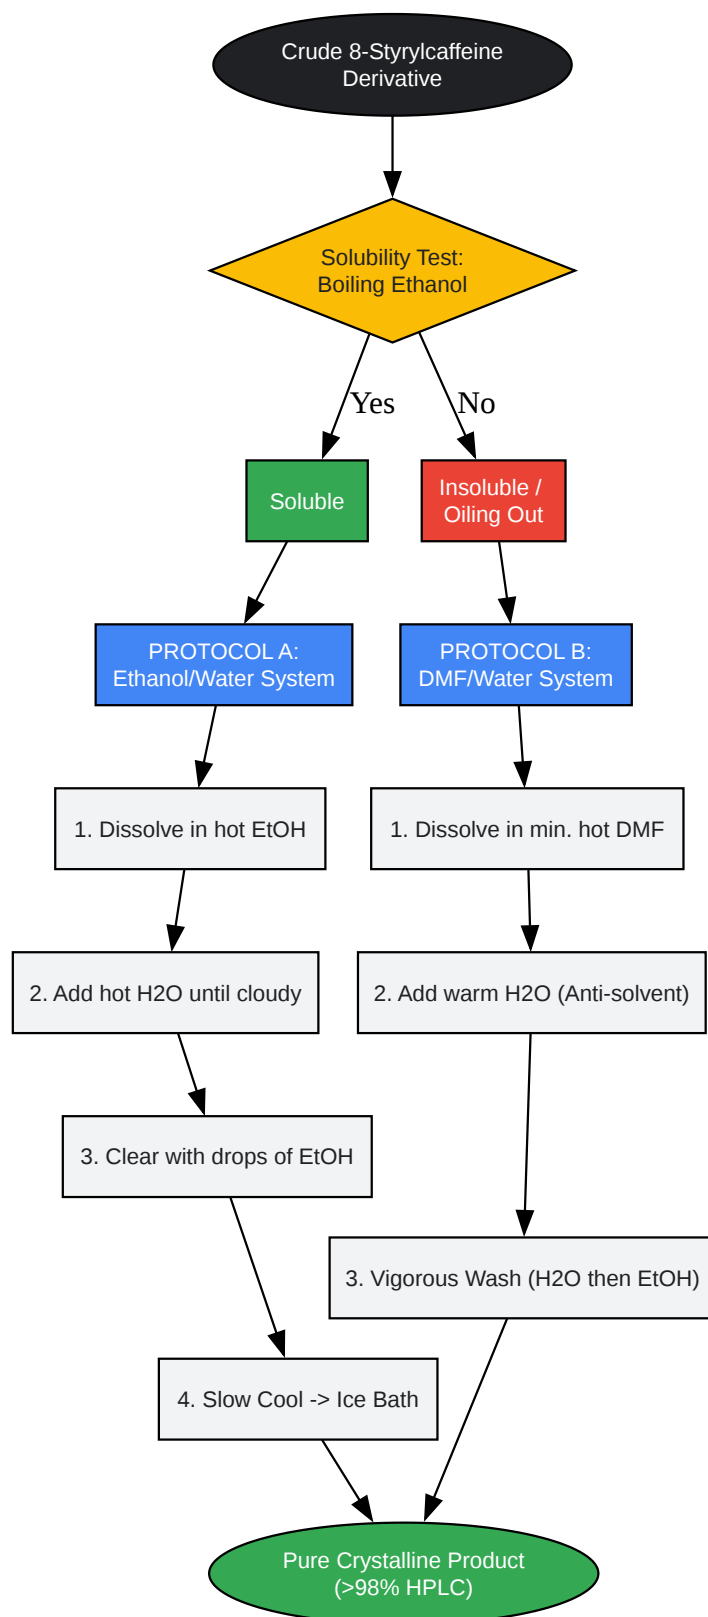 Crude 8-Styrylcaffeine
Derivative
Solubility Test:
Boiling Ethanol
Yes
No
Soluble
Insoluble /
Oiling Out
PROTOCOL A:
Ethanol/Water System
PROTOCOL B:
DMF/Water System
1. Dissolve in hot EtOH
1. Dissolve in min. hot DMF
2. Add hot H2O until cloudy
2. Add warm H2O (Anti-solvent)
3. Clear with drops of EtOH
3. Vigorous Wash (H2O then EtOH)
4. Slow Cool -> Ice Bath
Pure Crystalline Product
(>98% HPLC)